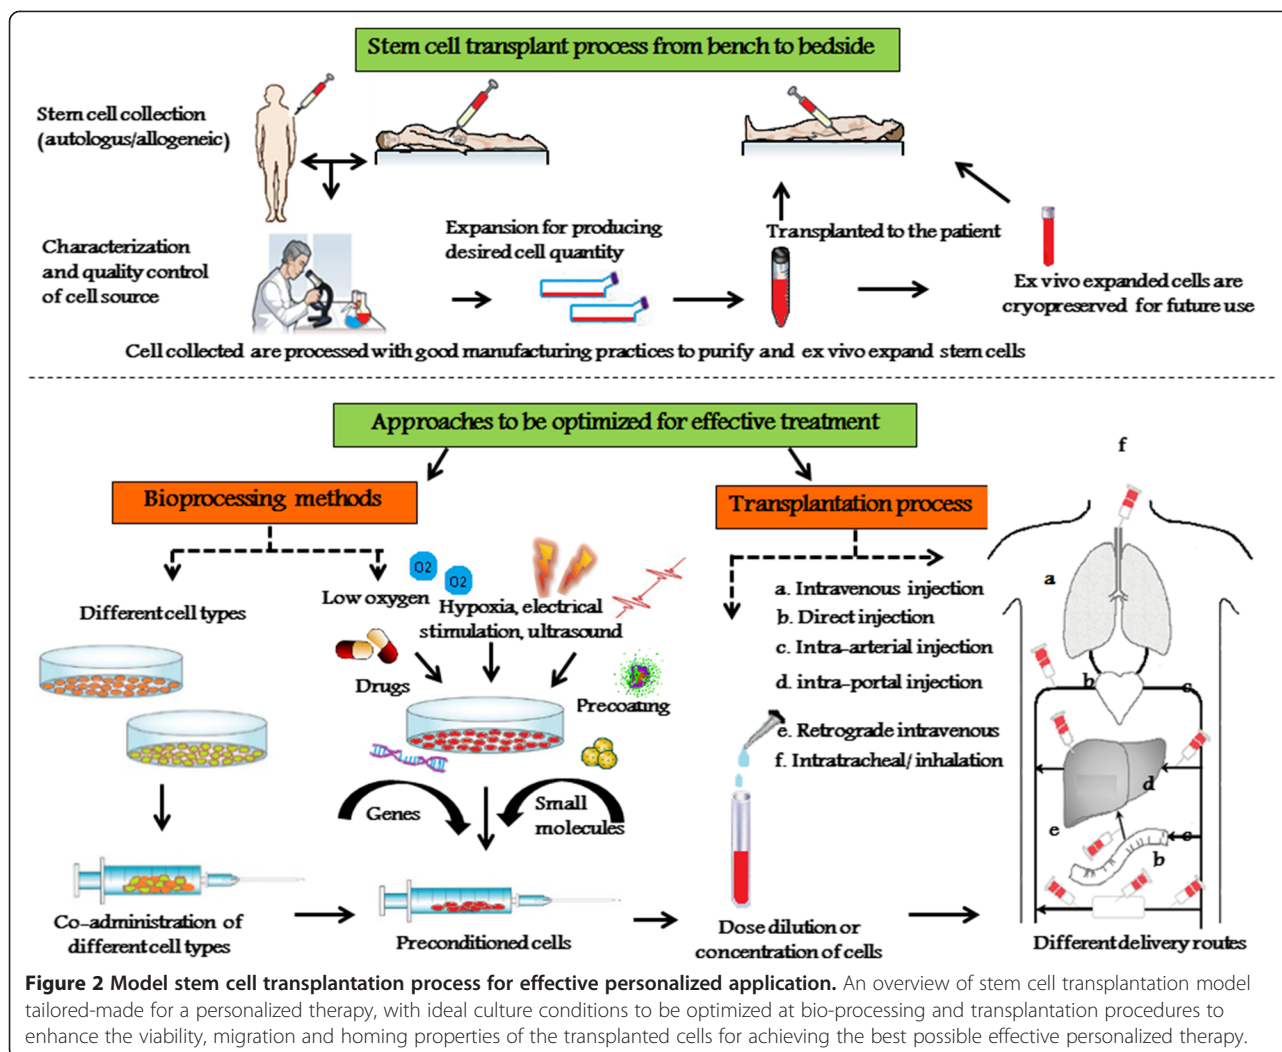 Stem cell transplant process from bench to bedside
Stem cell collection
(autologus/allogeneic)
Characterization
and quality control
of cell source
Expansion for producing
desired cell quantity
Transplanted to the patient
Ex vivo expanded cells are
cryopreserved for future use
Cell collected are processed with good manufacturing practices to purify and ex vivo expand stem cells
Approaches to be optimized for effective treatment
Bioprocessing methods
Transplantation process
Different cell types
Low oxygen
O2
O2
Hypoxia, electrical
stimulation, ultrasound
Drugs
Precoating
Genes
Small
molecules
Co-administration of
different cell types
Preconditioned cells
a. Intravenous injection
b. Direct injection
c. Intra-arterial injection
d. intra-portal injection
e. Retrograde intravenous
f. Intratracheal/ inhalation
Dose dilution or
concentration of cells
f
a
b
c
d
e
c
b
Different delivery routes
Figure 2 Model stem cell transplantation process for effective personalized application. An overview of stem cell transplantation model
tailored-made for a personalized therapy, with ideal culture conditions to be optimized at bio-processing and transplantation procedures to
enhance the viability, migration and homing properties of the transplanted cells for achieving the best possible effective personalized therapy.